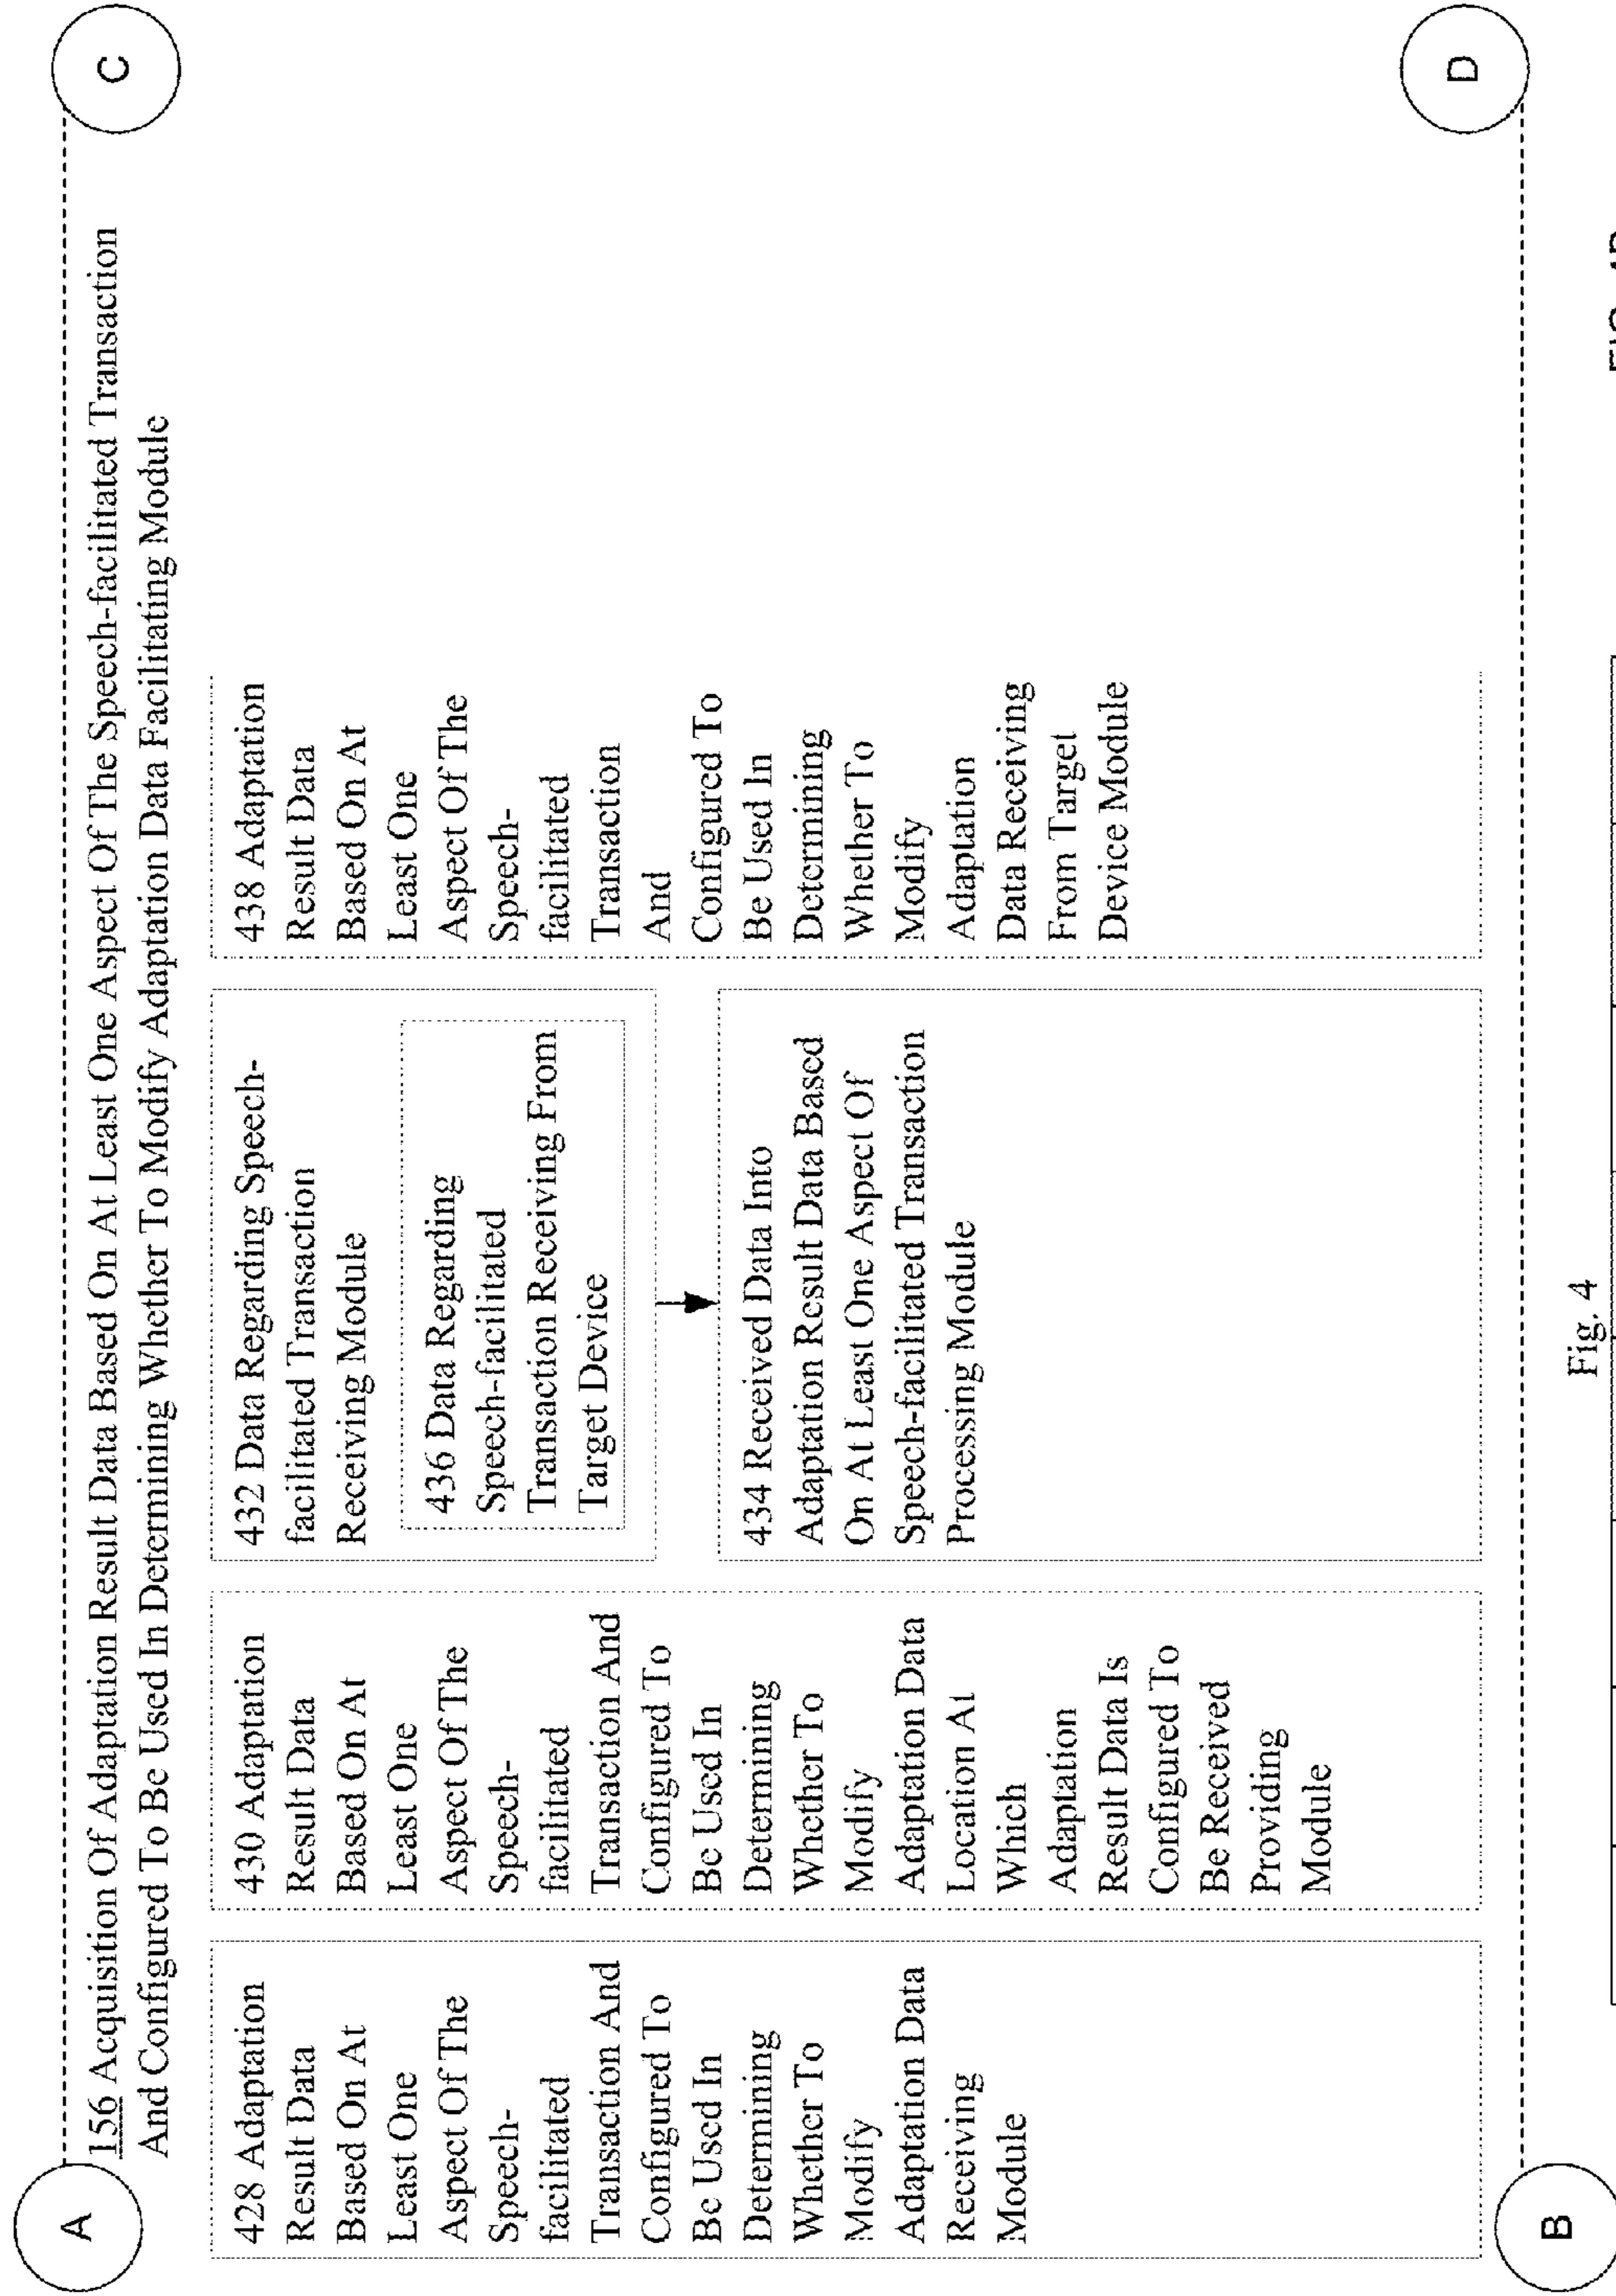 A
C
156 Acquisition Of Adaptation Result Data Based On At Least One Aspect Of The Speech-facilitated Transaction
And Configured To Be Used In Determining Whether To Modify Adaptation Data Facilitating Module
428 Adaptation
Result Data
Based On At
Least One
Aspect Of The
Speech-
facilitated
Transaction And
Configured To
Be Used In
Determining
Whether To
Modify
Adaptation Data
Receiving
Module
430 Adaptation
Result Data
Based On At
Least One
Aspect Of The
Speech-
facilitated
Transaction And
Configured To
Be Used In
Determining
Whether To
Modify
Adaptation Data
Location At
Which
Adaptation
Result Data Is
Configured To
Be Received
Providing
Module
432 Data Regarding Speech-
facilitated Transaction
Receiving Module
436 Data Regarding
Speech-facilitated
Transaction Receiving From
Target Device
434 Received Data Into
Adaptation Result Data Based
On At Least One Aspect Of
Speech-facilitated Transaction
Processing Module
438 Adaptation
Result Data
Based On At
Least One
Aspect Of The
Speech-
facilitated
Transaction
And
Configured To
Be Used In
Determining
Whether To
Modify
Adaptation
Data Receiving
From Target
Device Module
B
D
Fig. 4